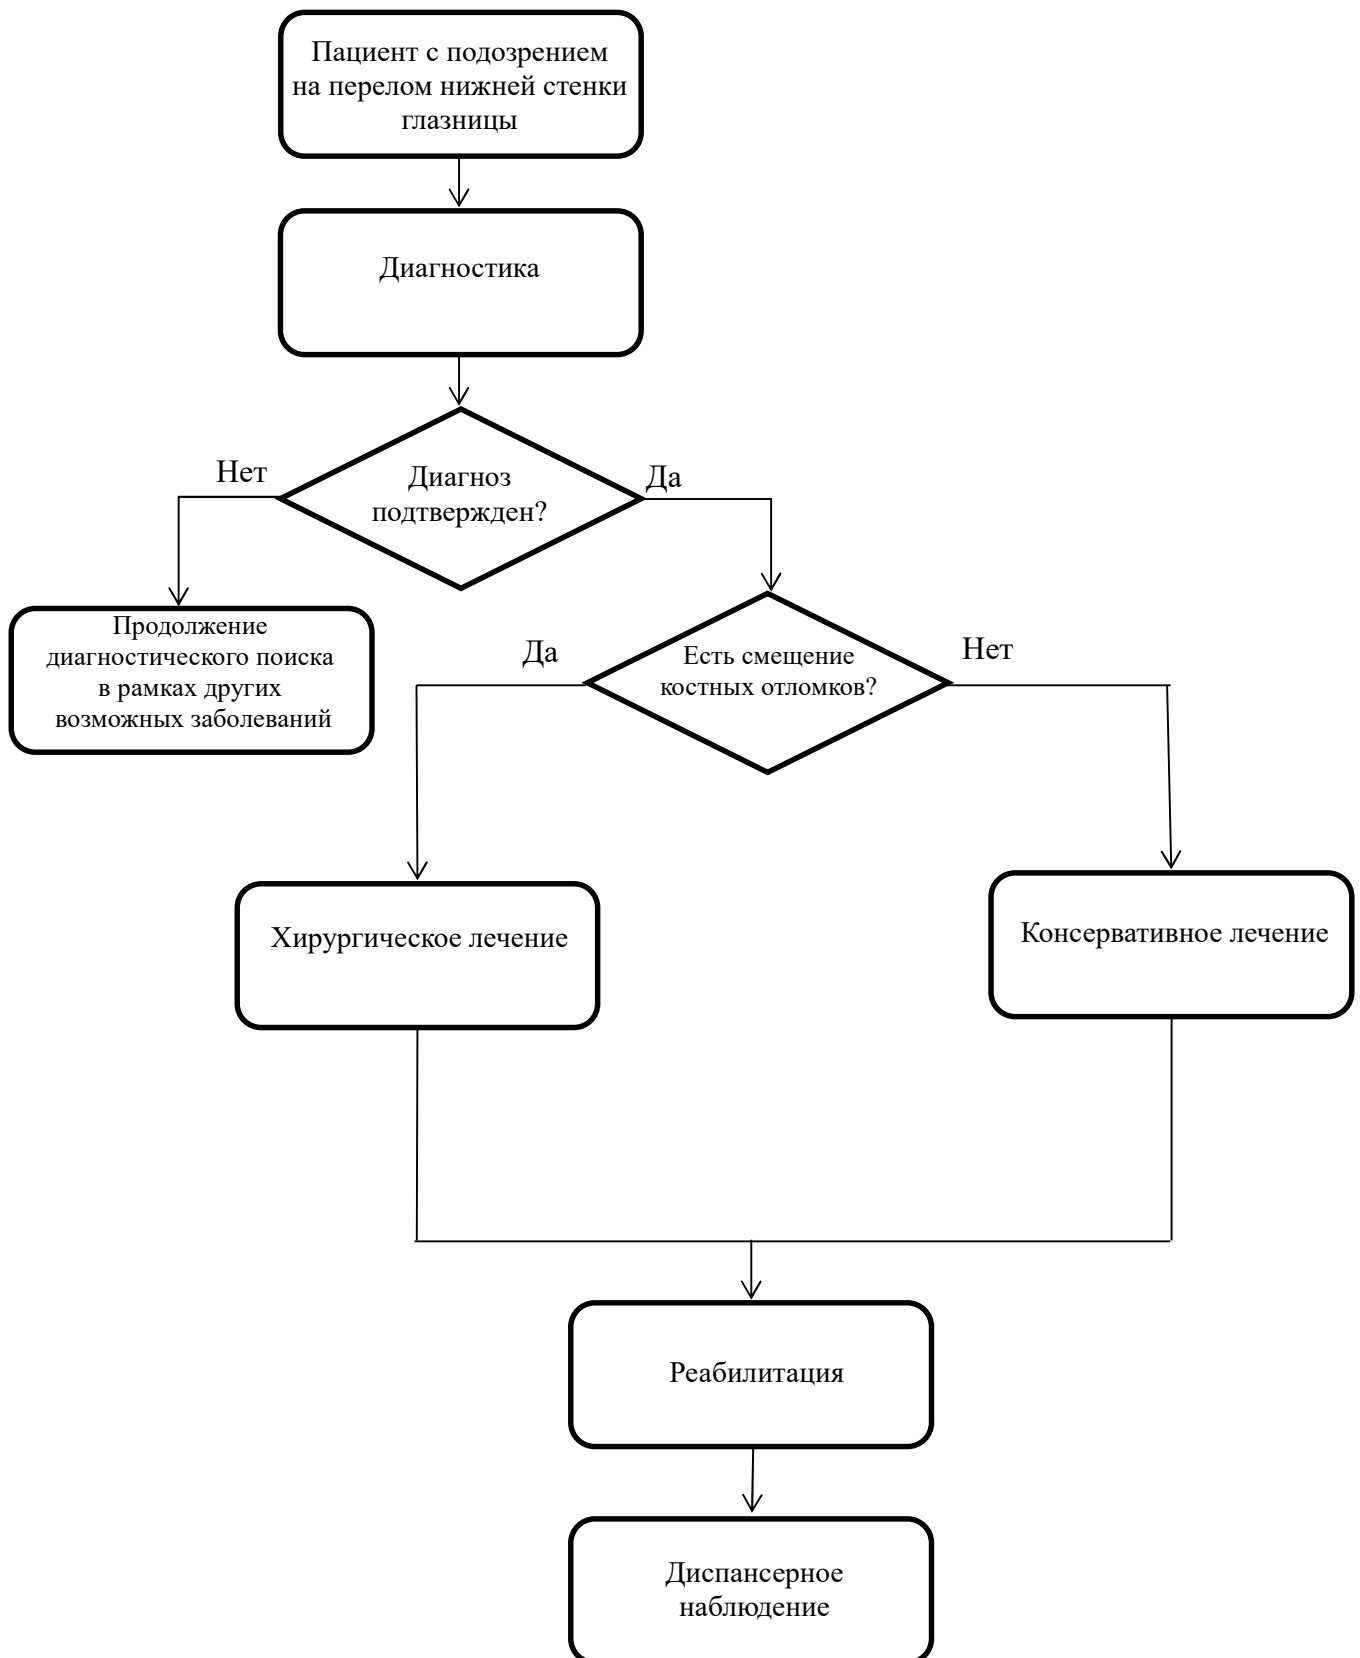 Пациент с подозрением
на перелом нижней стенки
глазницы
Диагностика
Нет
Диагноз
подтвержден?
Да
Продолжение
диагностического поиска
в рамках других
возможных заболеваний
Да
Есть смещение
костных отломков?
Нет
Хирургическое лечение
Консервативное лечение
Реабилитация
Диспансерное
наблюдение